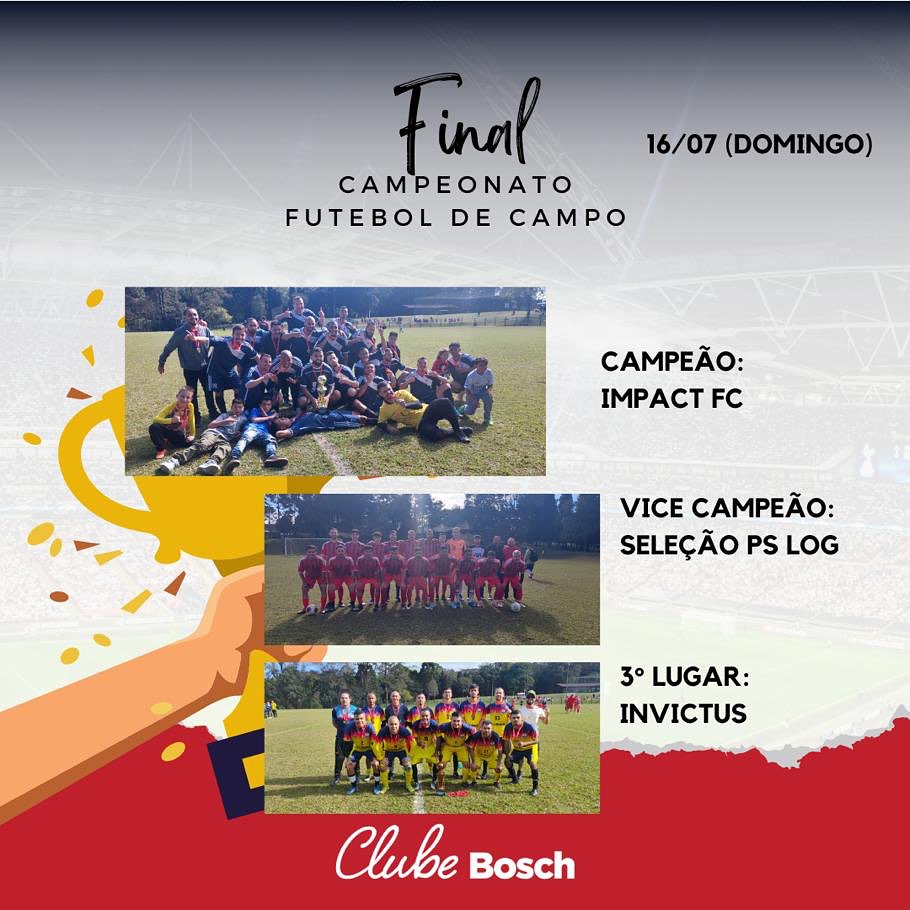 Final
CAMPEONATO
FUTEBOL DE CAMPO
16/07 (DOMINGO)
CAMPEÃO:
IMPACT FC
VICE CAMPEÃO:
SELEÇÃO PS LOG
3º LUGAR:
INVICTUS
Clube Bosch